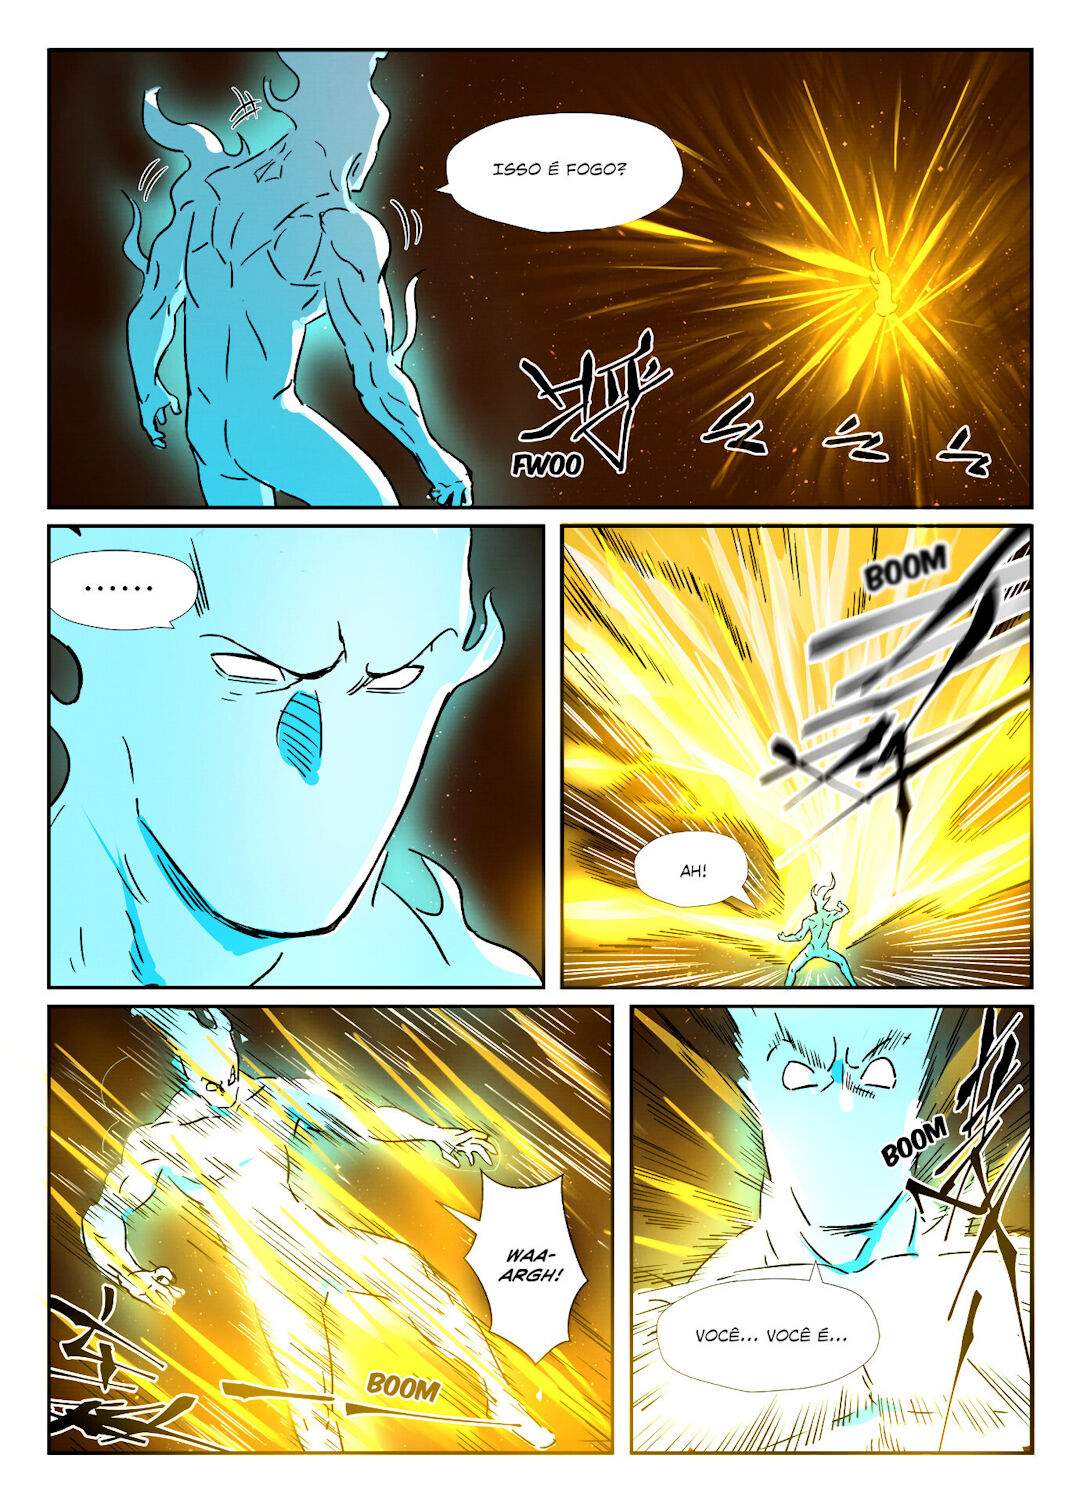 ISSO É FOGO?
FWOO
......
BOOM
AH!
WAA-
ARGH!
BOOM
BOOM
VOCÊ... VOCÊ É...